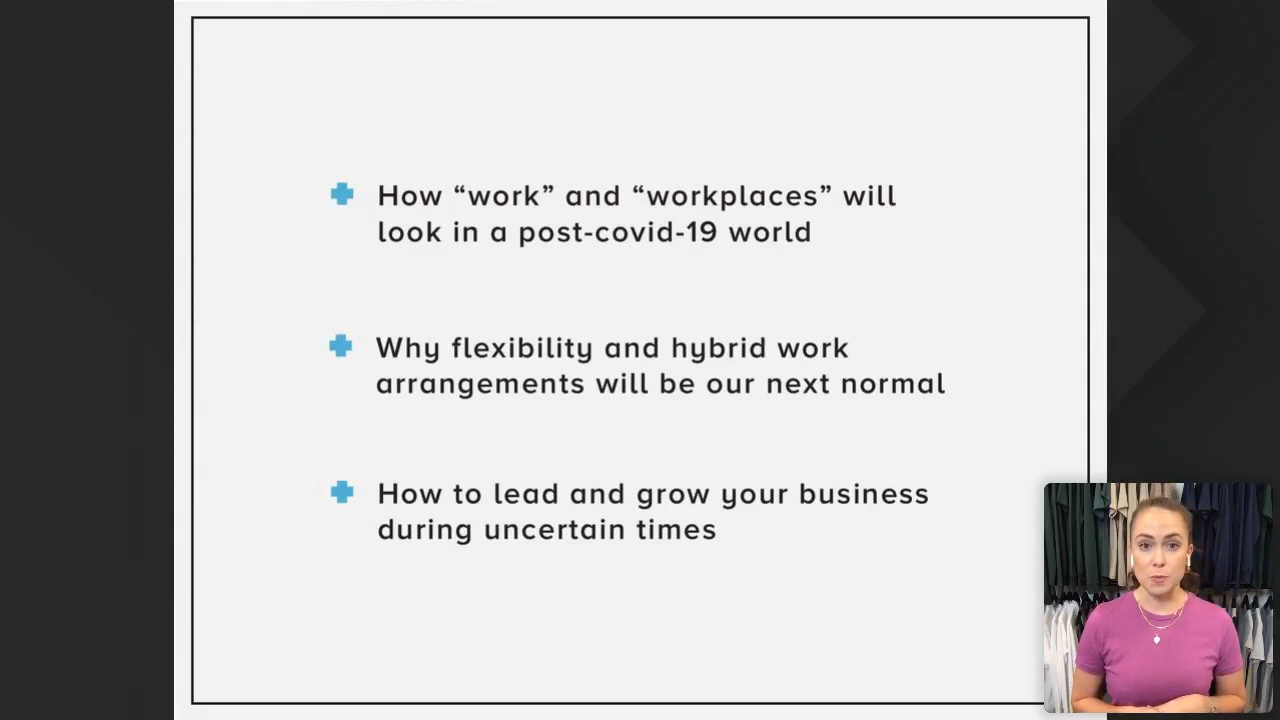 How “work” and “workplaces” will
look in a post-covid-19 world
Why flexibility and hybrid work
arrangements will be our next normal
How to lead and grow your business
during uncertain times